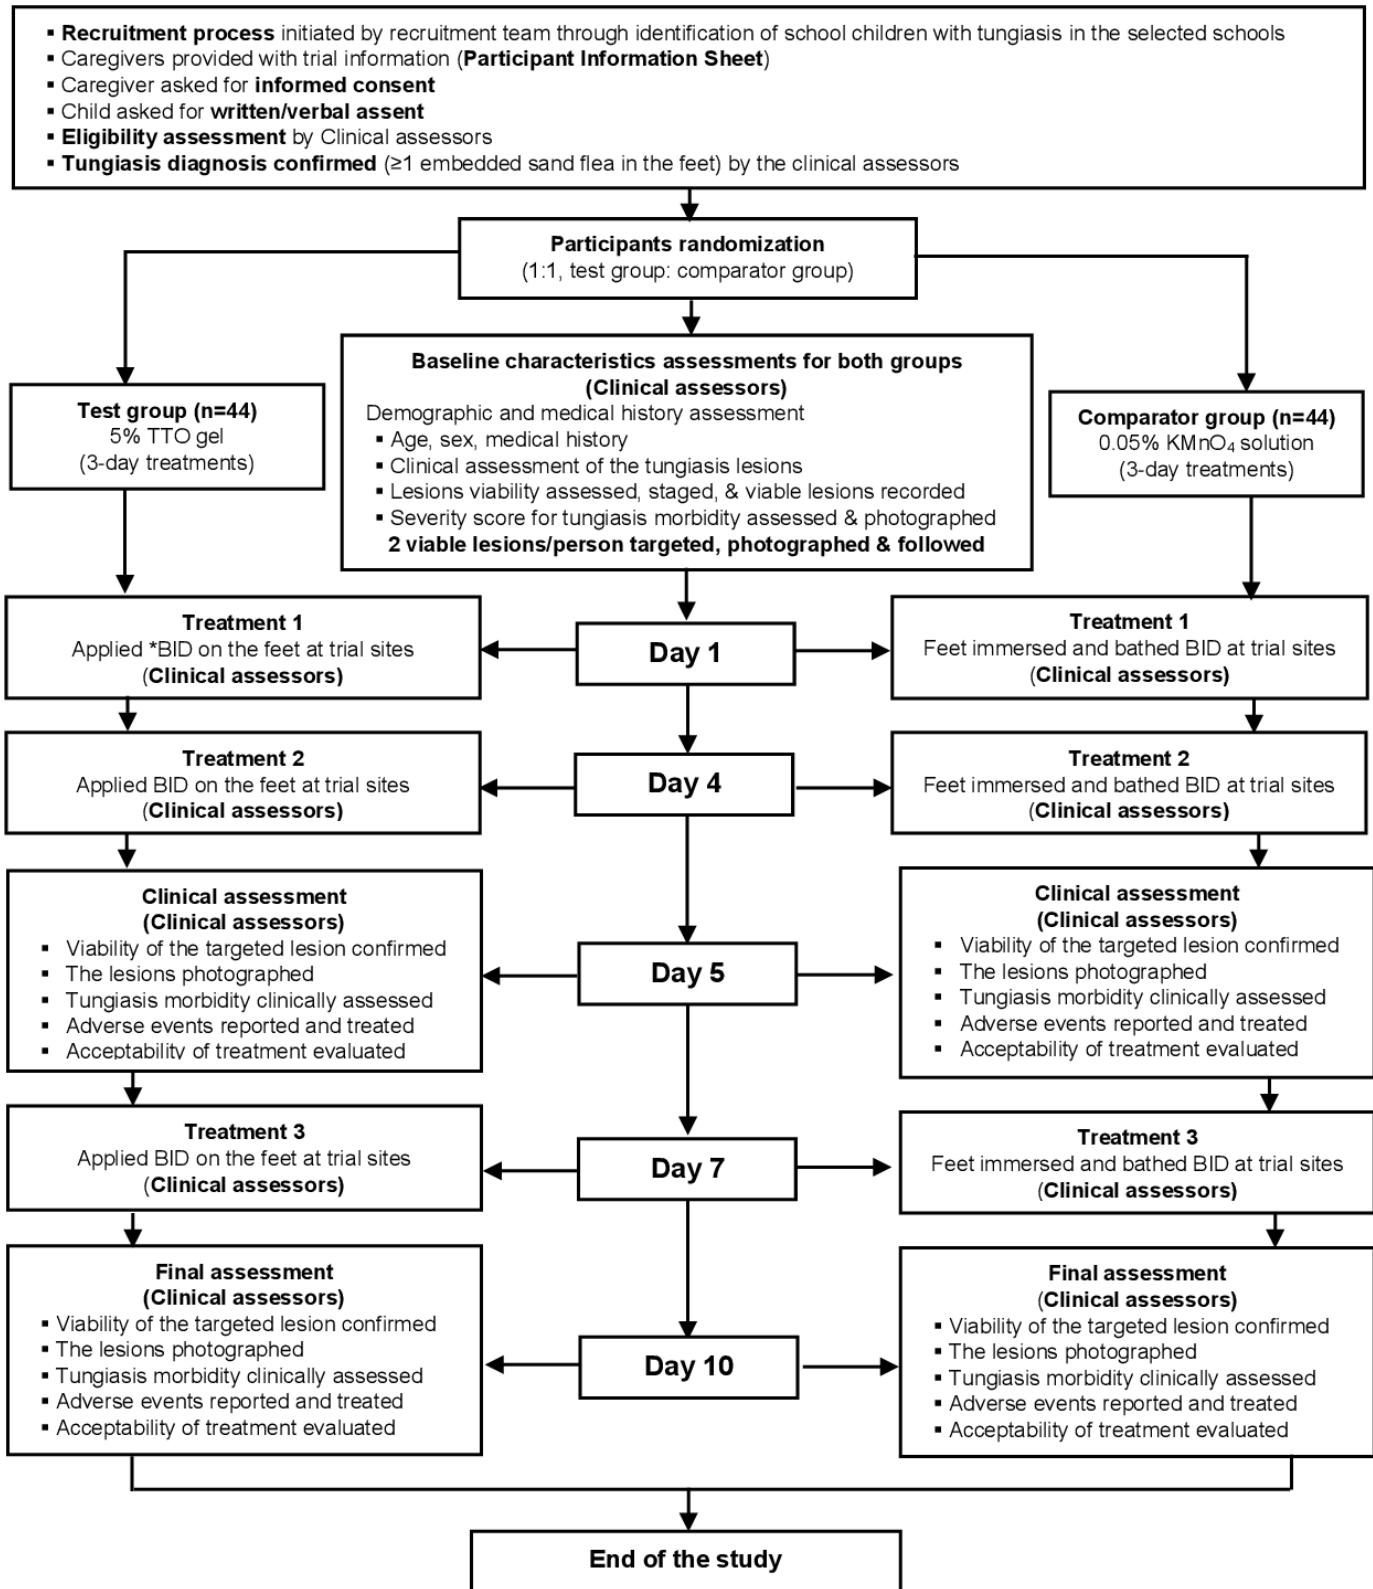 ▪ Recruitment process initiated by recruitment team through identification of school children with tungiasis in the selected schools
▪ Caregivers provided with trial information (Participant Information Sheet)
▪ Caregiver asked for informed consent
▪ Child asked for written/verbal assent
▪ Eligibility assessment by Clinical assessors
▪ Tungiasis diagnosis confirmed (≥1 embedded sand flea in the feet) by the clinical assessors
Participants randomization
(1:1, test group: comparator group)
Test group (n=44)
5% TTO gel
(3-day treatments)
Baseline characteristics assessments for both groups
(Clinical assessors)
Demographic and medical history assessment
▪ Age, sex, medical history
▪ Clinical assessment of the tungiasis lesions
▪ Lesions viability assessed, staged, & viable lesions recorded
▪ Severity score for tungiasis morbidity assessed & photographed
2 viable lesions/person targeted, photographed & followed
Comparator group (n=44)
0.05% KMnO₄ solution
(3-day treatments)
Treatment 1
Applied *BID on the feet at trial sites
(Clinical assessors)
Day 1
Treatment 1
Feet immersed and bathed BID at trial sites
(Clinical assessors)
Treatment 2
Applied BID on the feet at trial sites
(Clinical assessors)
Day 4
Treatment 2
Feet immersed and bathed BID at trial sites
(Clinical assessors)
Clinical assessment
(Clinical assessors)
▪ Viability of the targeted lesion confirmed
▪ The lesions photographed
▪ Tungiasis morbidity clinically assessed
▪ Adverse events reported and treated
▪ Acceptability of treatment evaluated
Day 5
Clinical assessment
(Clinical assessors)
▪ Viability of the targeted lesion confirmed
▪ The lesions photographed
▪ Tungiasis morbidity clinically assessed
▪ Adverse events reported and treated
▪ Acceptability of treatment evaluated
Treatment 3
Applied BID on the feet at trial sites
(Clinical assessors)
Day 7
Treatment 3
Feet immersed and bathed BID at trial sites
(Clinical assessors)
Final assessment
(Clinical assessors)
▪ Viability of the targeted lesion confirmed
▪ The lesions photographed
▪ Tungiasis morbidity clinically assessed
▪ Adverse events reported and treated
▪ Acceptability of treatment evaluated
Day 10
Final assessment
(Clinical assessors)
▪ Viability of the targeted lesion confirmed
▪ The lesions photographed
▪ Tungiasis morbidity clinically assessed
▪ Adverse events reported and treated
▪ Acceptability of treatment evaluated
End of the study